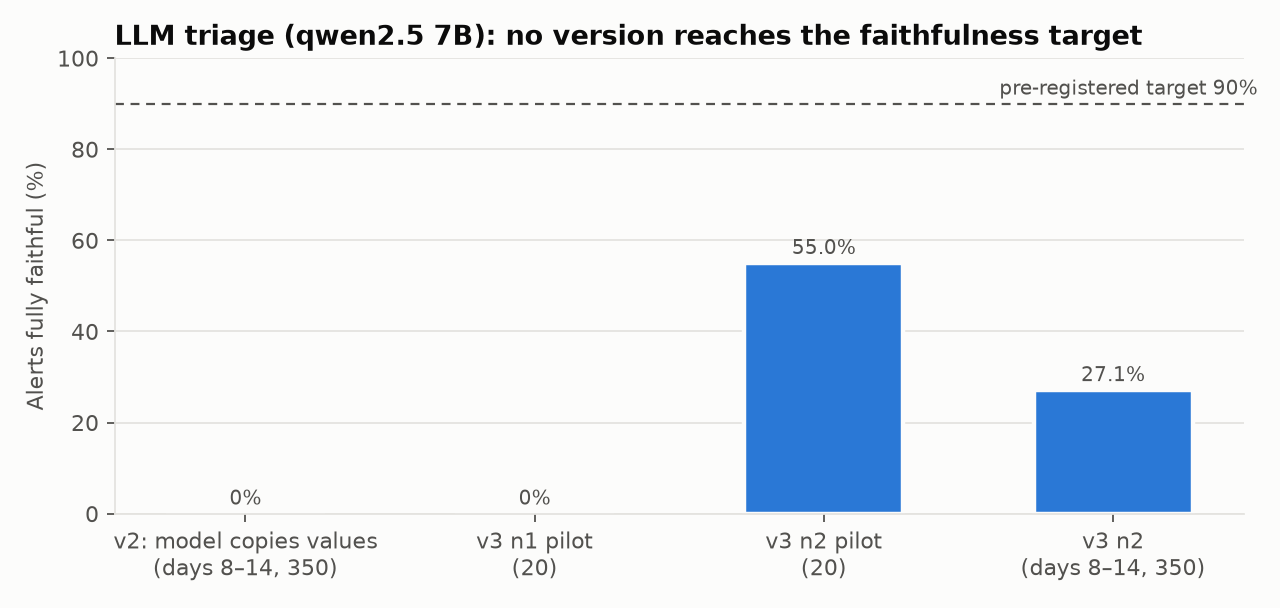 LLM triage (qwen2.5 7B): no version reaches the faithfulness target
100
pre-registered target 90%
80
60
40
20
0
Alerts fully faithful (%)
0%
0%
55.0%
27.1%
v2: model copies values
(days 8–14, 350)
v3 n1 pilot
(20)
v3 n2 pilot
(20)
v3 n2
(days 8–14, 350)